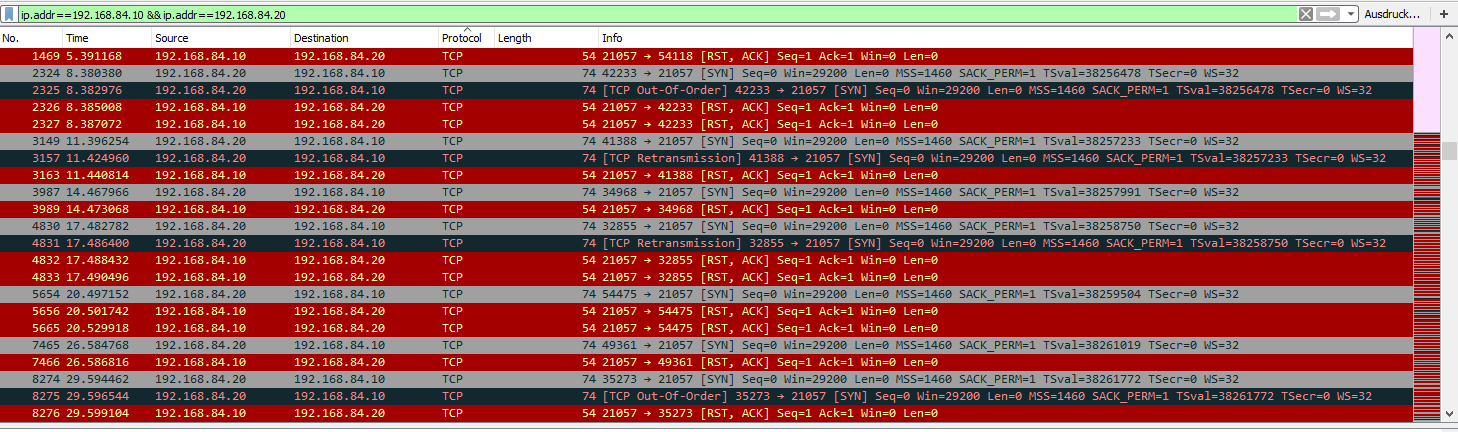 ip.addr==192.168.84.10 && ip.addr==192.168.84.20 Ausdruck… +
No. Time Source Destination Protocol Length Info
1469 5.391168 192.168.84.10 192.168.84.20 TCP 54 21057 → 54118 [RST, ACK] Seq=1 Ack=1 Win=0 Len=0
2324 8.380380 192.168.84.20 192.168.84.10 TCP 74 42233 → 21057 [SYN] Seq=0 Win=29200 Len=0 MSS=1460 SACK_PERM=1 TSval=38256478 TSecr=0 WS=32
2325 8.382976 192.168.84.20 192.168.84.10 TCP 74 [TCP Out-Of-Order] 42233 → 21057 [SYN] Seq=0 Win=29200 Len=0 MSS=1460 SACK_PERM=1 TSval=38256478 TSecr=0 WS=32
2326 8.385008 192.168.84.10 192.168.84.20 TCP 54 21057 → 42233 [RST, ACK] Seq=1 Ack=1 Win=0 Len=0
2327 8.387072 192.168.84.10 192.168.84.20 TCP 54 21057 → 42233 [RST, ACK] Seq=1 Ack=1 Win=0 Len=0
3149 11.396254 192.168.84.20 192.168.84.10 TCP 74 41388 → 21057 [SYN] Seq=0 Win=29200 Len=0 MSS=1460 SACK_PERM=1 TSval=38257233 TSecr=0 WS=32
3157 11.424960 192.168.84.20 192.168.84.10 TCP 74 [TCP Retransmission] 41388 → 21057 [SYN] Seq=0 Win=29200 Len=0 MSS=1460 SACK_PERM=1 TSval=38257233 TSecr=0 WS=32
3163 11.440814 192.168.84.10 192.168.84.20 TCP 54 21057 → 41388 [RST, ACK] Seq=1 Ack=1 Win=0 Len=0
3987 14.467966 192.168.84.20 192.168.84.10 TCP 74 34968 → 21057 [SYN] Seq=0 Win=29200 Len=0 MSS=1460 SACK_PERM=1 TSval=38257991 TSecr=0 WS=32
3989 14.473068 192.168.84.10 192.168.84.20 TCP 54 21057 → 34968 [RST, ACK] Seq=1 Ack=1 Win=0 Len=0
4830 17.482782 192.168.84.20 192.168.84.10 TCP 74 32855 → 21057 [SYN] Seq=0 Win=29200 Len=0 MSS=1460 SACK_PERM=1 TSval=38258750 TSecr=0 WS=32
4831 17.486400 192.168.84.20 192.168.84.10 TCP 74 [TCP Retransmission] 32855 → 21057 [SYN] Seq=0 Win=29200 Len=0 MSS=1460 SACK_PERM=1 TSval=38258750 TSecr=0 WS=32
4832 17.488432 192.168.84.10 192.168.84.20 TCP 54 21057 → 32855 [RST, ACK] Seq=1 Ack=1 Win=0 Len=0
4833 17.490496 192.168.84.10 192.168.84.20 TCP 54 21057 → 32855 [RST, ACK] Seq=1 Ack=1 Win=0 Len=0
5654 20.497152 192.168.84.20 192.168.84.10 TCP 74 54475 → 21057 [SYN] Seq=0 Win=29200 Len=0 MSS=1460 SACK_PERM=1 TSval=38259504 TSecr=0 WS=32
5656 20.501742 192.168.84.10 192.168.84.20 TCP 54 21057 → 54475 [RST, ACK] Seq=1 Ack=1 Win=0 Len=0
5665 20.529918 192.168.84.10 192.168.84.20 TCP 54 21057 → 54475 [RST, ACK] Seq=1 Ack=1 Win=0 Len=0
7465 26.584768 192.168.84.20 192.168.84.10 TCP 74 49361 → 21057 [SYN] Seq=0 Win=29200 Len=0 MSS=1460 SACK_PERM=1 TSval=38261019 TSecr=0 WS=32
7466 26.586816 192.168.84.10 192.168.84.20 TCP 54 21057 → 49361 [RST, ACK] Seq=1 Ack=1 Win=0 Len=0
8274 29.594462 192.168.84.20 192.168.84.10 TCP 74 35273 → 21057 [SYN] Seq=0 Win=29200 Len=0 MSS=1460 SACK_PERM=1 TSval=38261772 TSecr=0 WS=32
8275 29.596544 192.168.84.20 192.168.84.10 TCP 74 [TCP Out-Of-Order] 35273 → 21057 [SYN] Seq=0 Win=29200 Len=0 MSS=1460 SACK_PERM=1 TSval=38261772 TSecr=0 WS=32
8276 29.599104 192.168.84.10 192.168.84.20 TCP 54 21057 → 35273 [RST, ACK] Seq=1 Ack=1 Win=0 Len=0